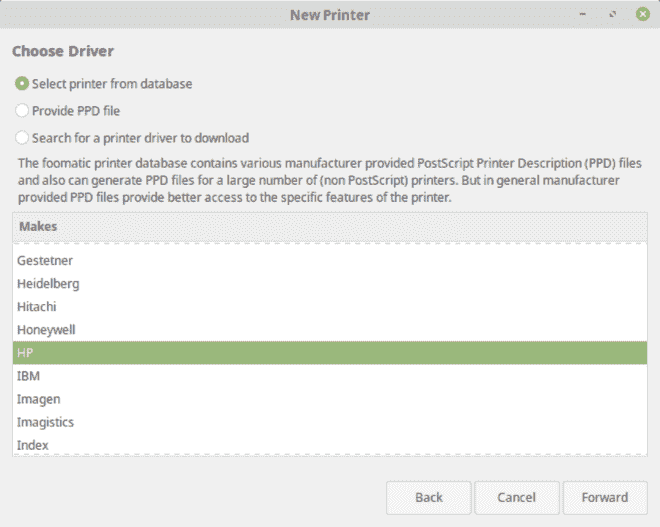 New Printer
Choose Driver
Select printer from database
Provide PPD file
Search for a printer driver to download
The foomatic printer database contains various manufacturer provided PostScript Printer Description (PPD) files
and also can generate PPD files for a large number of (non PostScript) printers. But in general manufacturer
provided PPD files provide better access to the specific features of the printer.
Makes
Gestetner
Heidelberg
Hitachi
Honeywell
HP
IBM
Imagen
Imagistics
Index
Back Cancel Forward